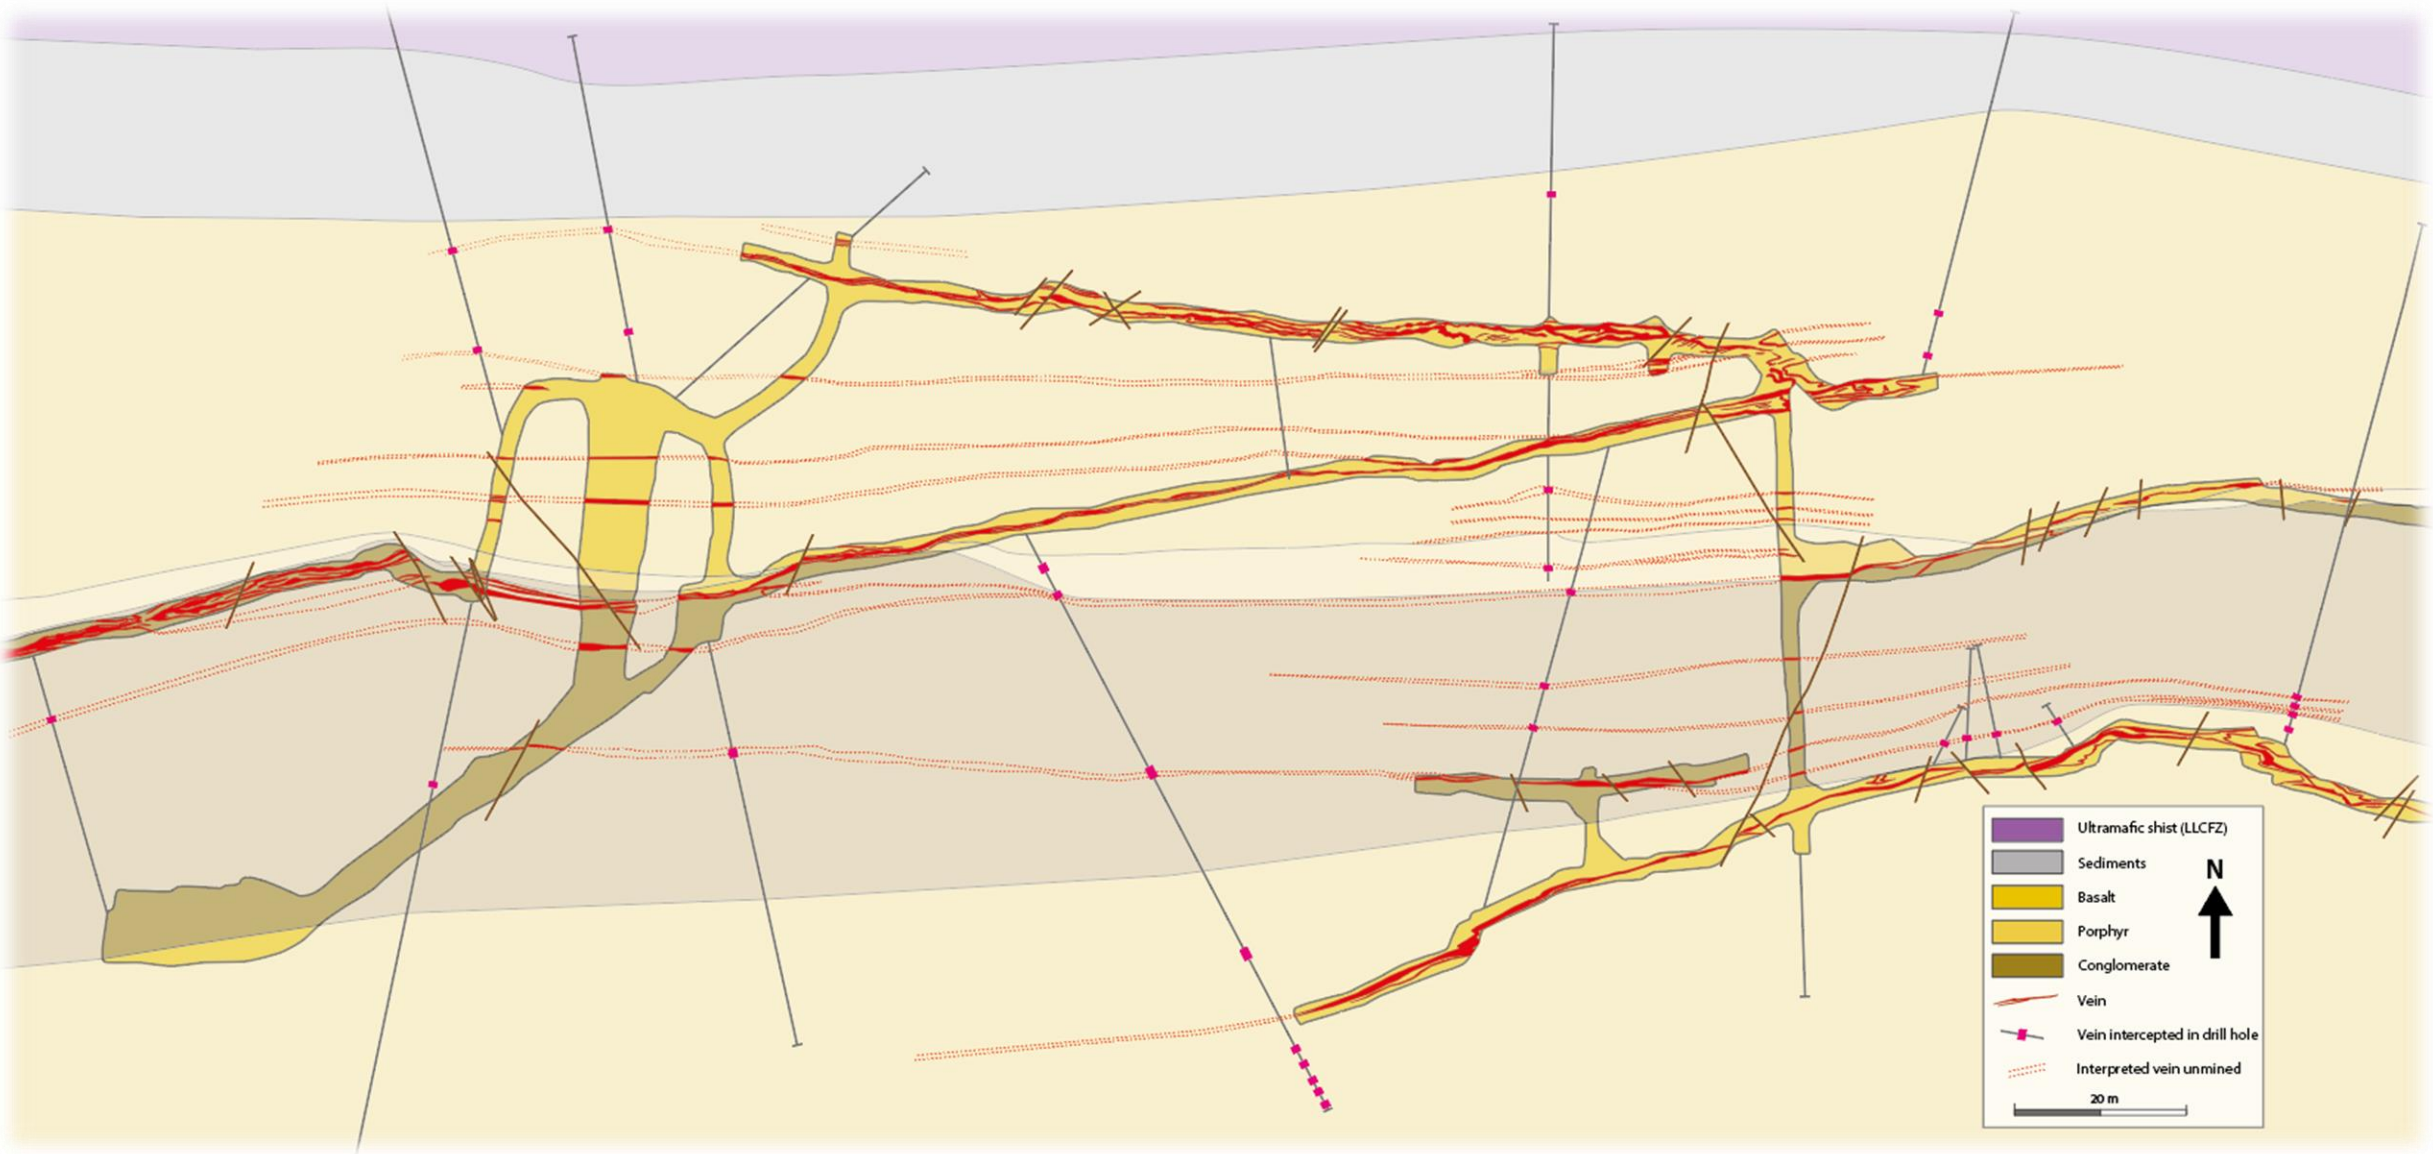 Ultramafic shist (LLCFZ)
Sediments
N
Basalt
Porphyr
Conglomerate
Vein
Vein intercepted in drill hole
Interpreted vein unmined
20 m